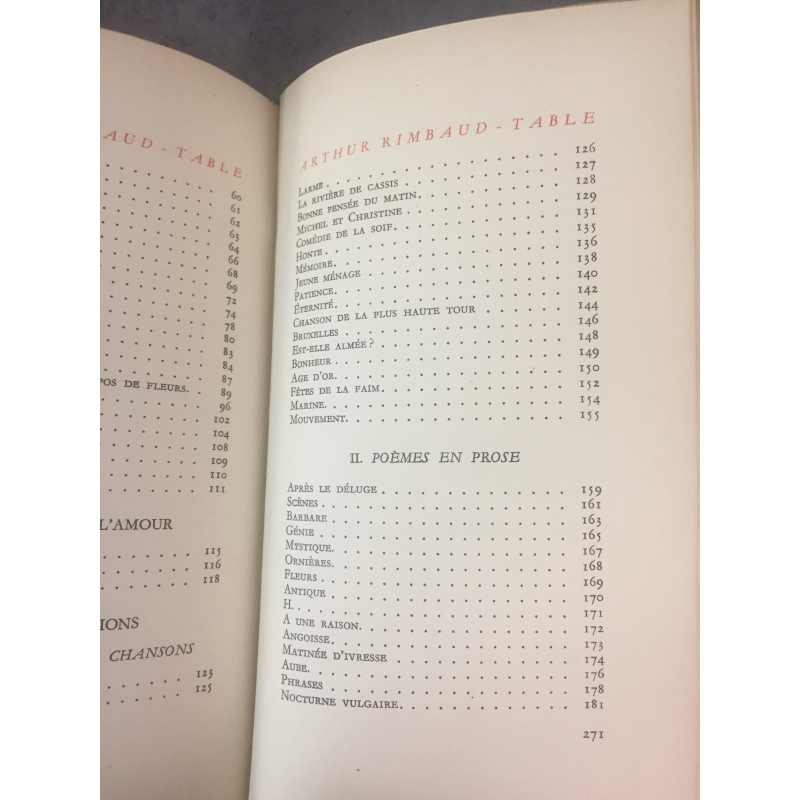 AUD - TABLE
60
61
62
63
64
66
68
69
72
74
78
80
83
84
87
POS DE FLEURS. . 89
96
102
104
108
109
110
111
L'AMOUR
115
116
118
IONS
CHANSONS
123
125
ARTHUR RIMBAUD - TABLE
LARME. . . . . . . . . . 126
LA RIVIÈRE DE CASSIS . . . . . . . . . . 127
BONNE PENSÉE DU MATIN. . . . . . . . . . 128
MICHEL ET CHRISTINE . . . . . . . . . . 129
COMÉDIE DE LA SOIF. . . . . . . . . . 131
HONTE . . . . . . . . . . 135
MÉMOIRE. . . . . . . . . . 136
JEUNE MÉNAGE . . . . . . . . . . 138
PATIENCE. . . . . . . . . . 140
ÉTERNITÉ. . . . . . . . . . 142
CHANSON DE LA PLUS HAUTE TOUR . . . . . . 144
BRUXELLES . . . . . . . . . . 146
EST-ELLE ALMÉE ? . . . . . . . . . . 148
BONHEUR . . . . . . . . . . 149
AGE D'OR. . . . . . . . . . 150
FÊTES DE LA FAIM . . . . . . . . . . 152
MARINE. . . . . . . . . . 154
MOUVEMENT. . . . . . . . . . 155
II. POÈMES EN PROSE
APRÈS LE DÉLUGE . . . . . . . . . . 159
SCÈNES . . . . . . . . . . 161
BARBARE . . . . . . . . . . 163
GÉNIE . . . . . . . . . . 165
MYSTIQUE. . . . . . . . . . 167
ORNIÈRES. . . . . . . . . . 168
FLEURS . . . . . . . . . . 169
ANTIQUE . . . . . . . . . . 170
H. . . . . . . . . . . 171
A UNE RAISON. . . . . . . . . . 172
ANGOISSE. . . . . . . . . . 173
MATINÉE D'IVRESSE . . . . . . . . . . 174
AUBE. . . . . . . . . . 176
PHRASES . . . . . . . . . . 178
NOCTURNE VULGAIRE. . . . . . . . . . 181
271